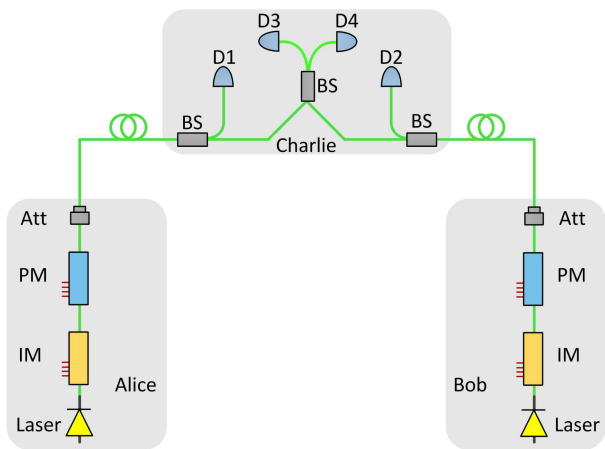 D3 D4
D1 D2
BS
BS BS
Charlie
Att Att
PM PM
IM IM
Alice Bob
Laser Laser